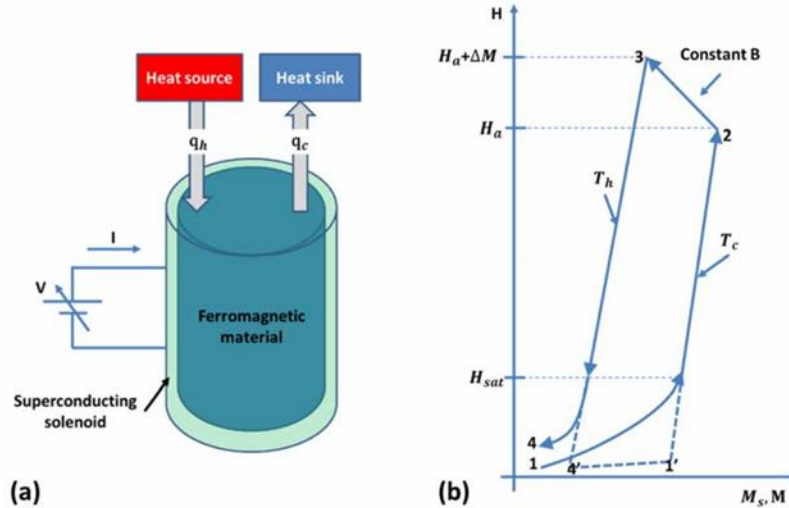 Heat source
Heat sink
q_h
q_c
I
V
Ferromagnetic
material
Superconducting
solenoid
(a)
H
H_a+ΔM
3
Constant B
H_a
2
T_h
T_c
H_sat
4
1
4'
1'
(b)
M_s, M